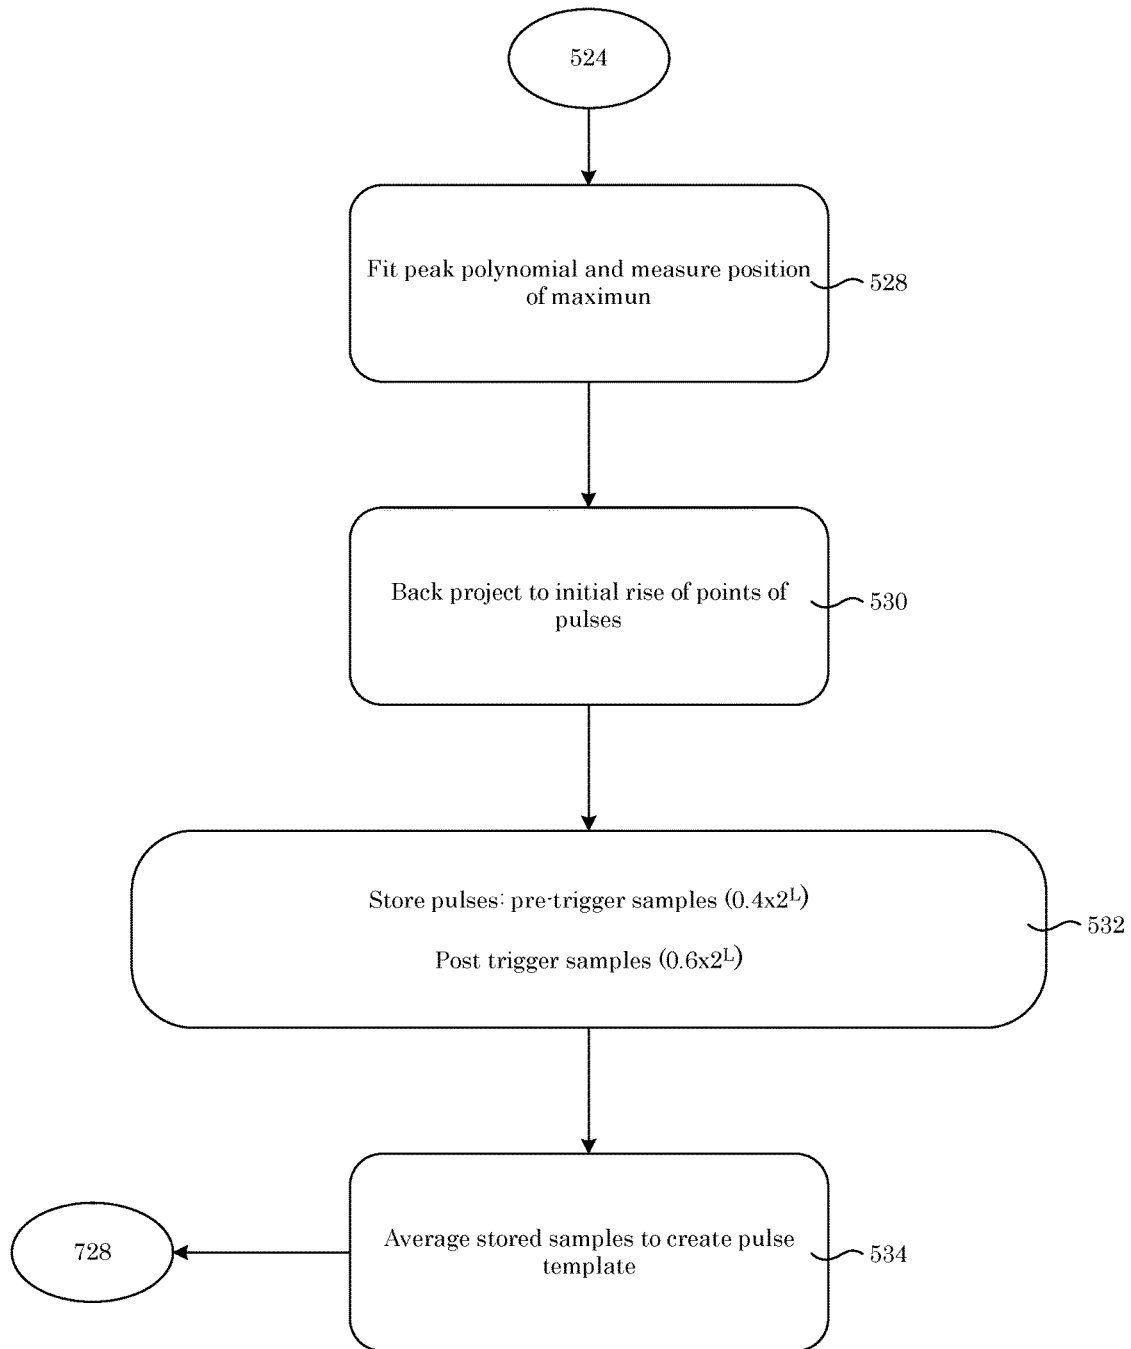 524
Fit peak polynomial and measure position
of maximun
528
Back project to initial rise of points of
pulses
530
Store pulses: pre-trigger samples (0.4x2ᴸ)
Post trigger samples (0.6x2ᴸ)
532
Average stored samples to create pulse
template
534
728